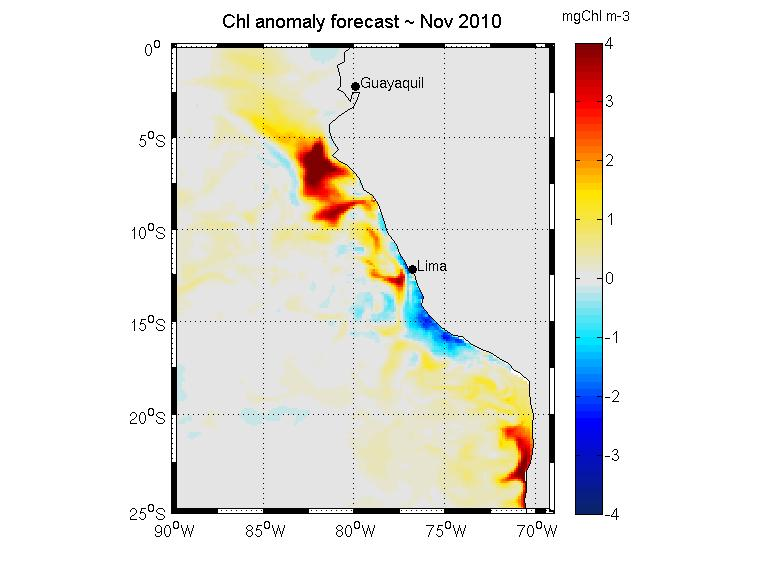 Chl anomaly forecast ~ Nov 2010
mgChl m-3
0°
5°S
10°S
15°S
20°S
25°S
90°W
85°W
80°W
75°W
70°W
Guayaquil
Lima
4
3
2
1
0
-1
-2
-3
-4